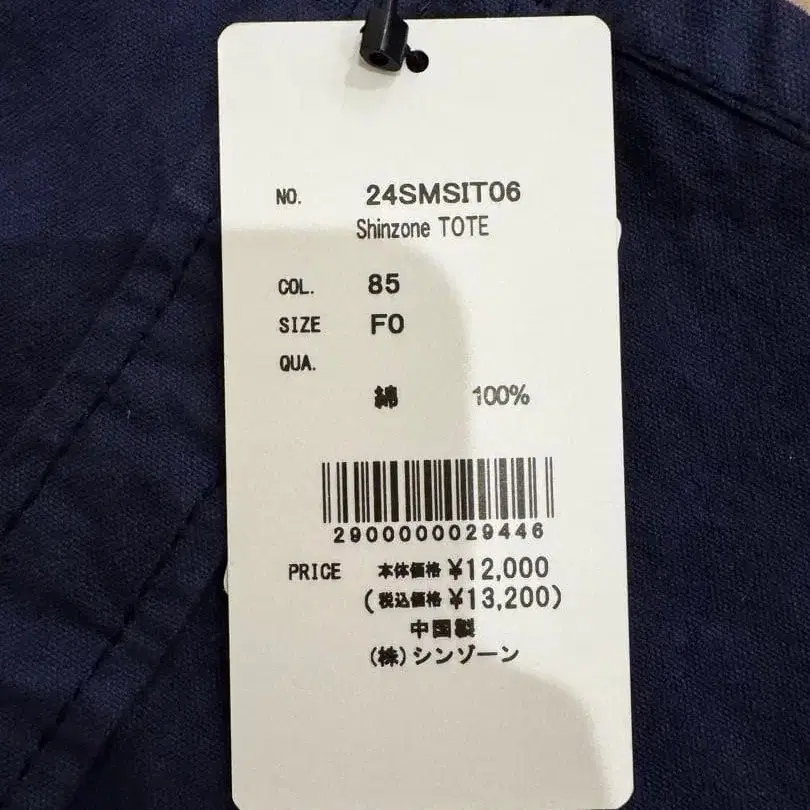 NO. 24SMSIT06
Shinzone TOTE
COL. 85
SIZE F0
QUA.
綿 100%
2900000029446
PRICE 本体価格 ¥12,000
(税込価格 ¥13,200)
中国製
(株)シンゾーン